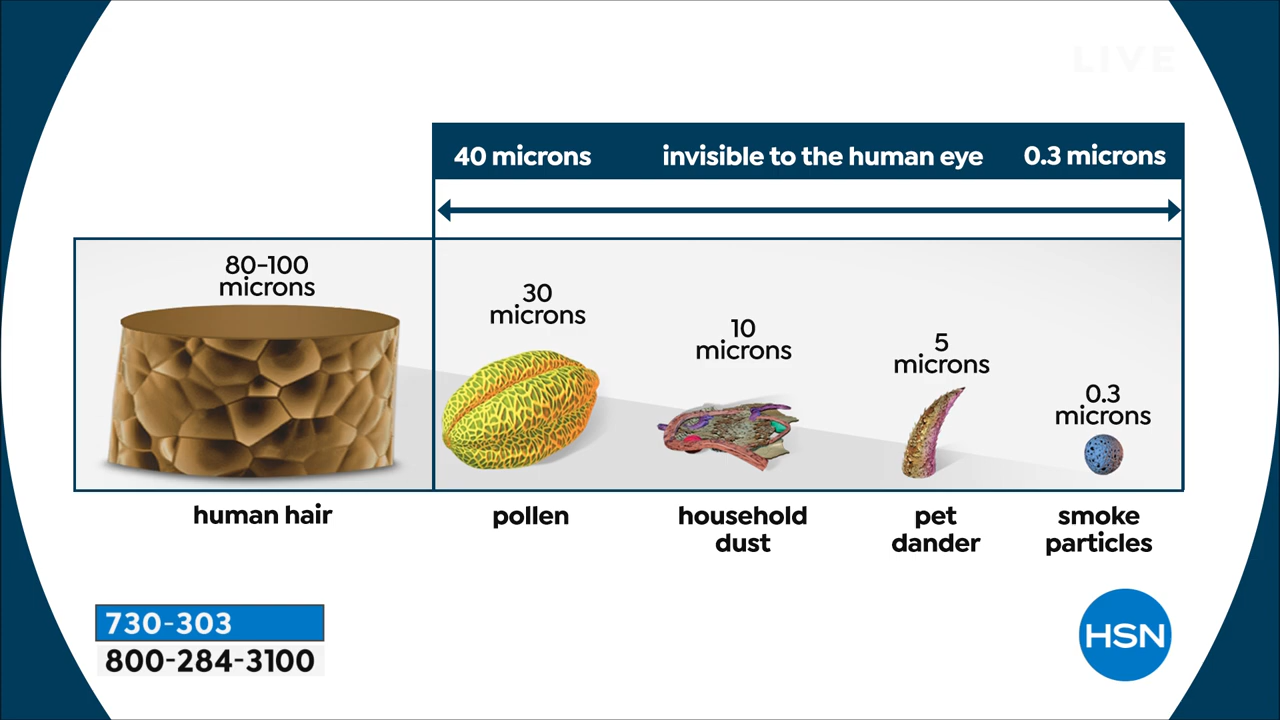 LIVE
40 microns invisible to the human eye 0.3 microns
80-100
microns
30
microns
10
microns
5
microns
0.3
microns
human hair
pollen
household
dust
pet
dander
smoke
particles
730-303
800-284-3100
HSN